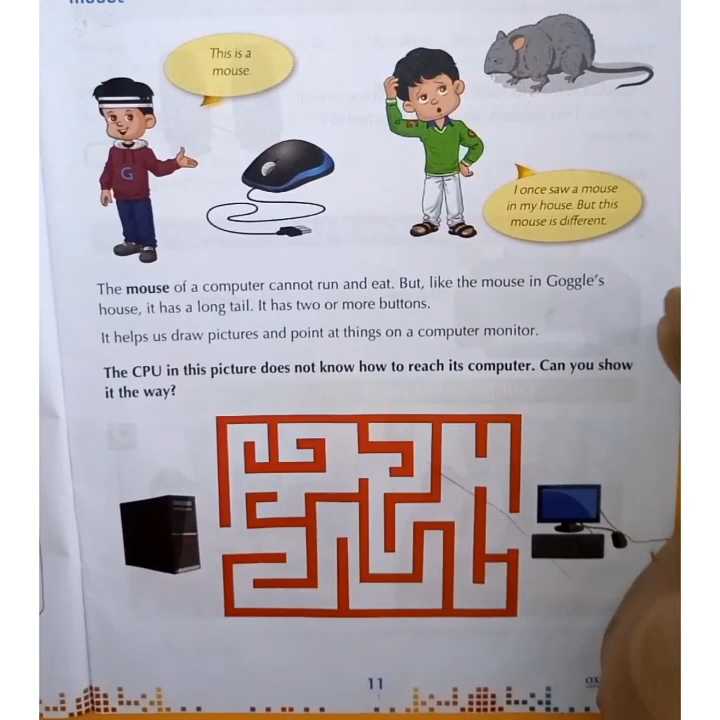 This is a
mouse.
I once saw a mouse
in my house. But this
mouse is different.
G
The mouse of a computer cannot run and eat. But, like the mouse in Goggle's
house, it has a long tail. It has two or more buttons.
It helps us draw pictures and point at things on a computer monitor.
The CPU in this picture does not know how to reach its computer. Can you show
it the way?
11